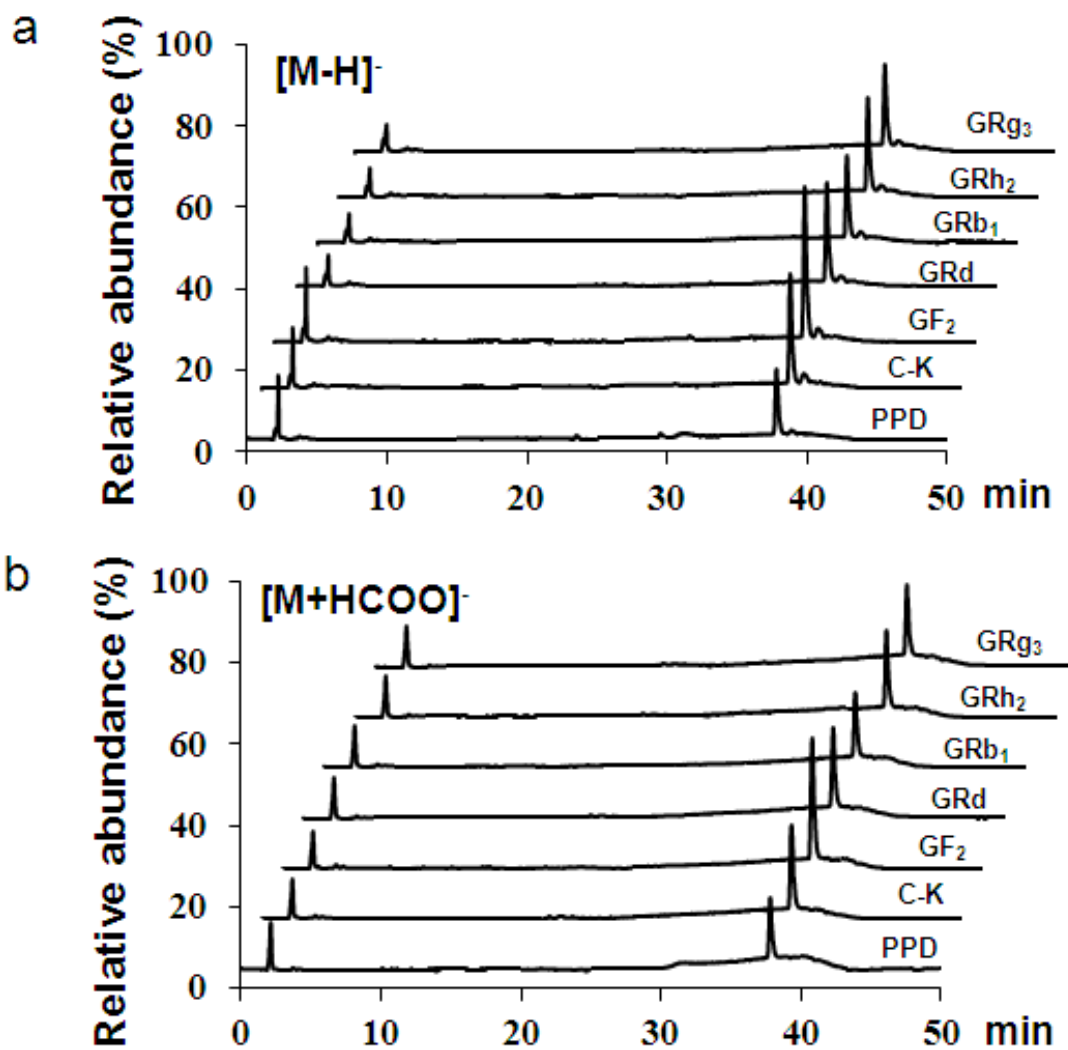 a
Relative abundance (%)
100
80
60
40
20
0
[M-H]-
GRg3
GRh2
GRb1
GRd
GF2
C-K
PPD
0 10 20 30 40 50 min
b
Relative abundance (%)
100
80
60
40
20
0
[M+HCOO]-
GRg3
GRh2
GRb1
GRd
GF2
C-K
PPD
0 10 20 30 40 50 min